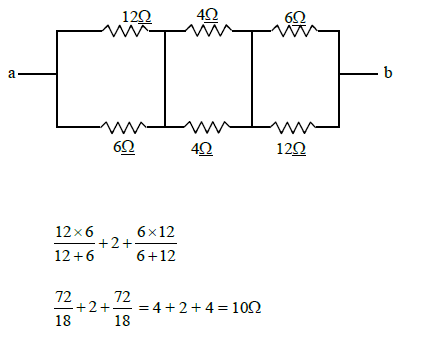 12Ω 4Ω 6Ω
a b
6Ω 4Ω 12Ω
12×6/12+6 + 2 + 6×12/6+12
72/18 + 2 + 72/18 = 4 + 2 + 4 = 10Ω